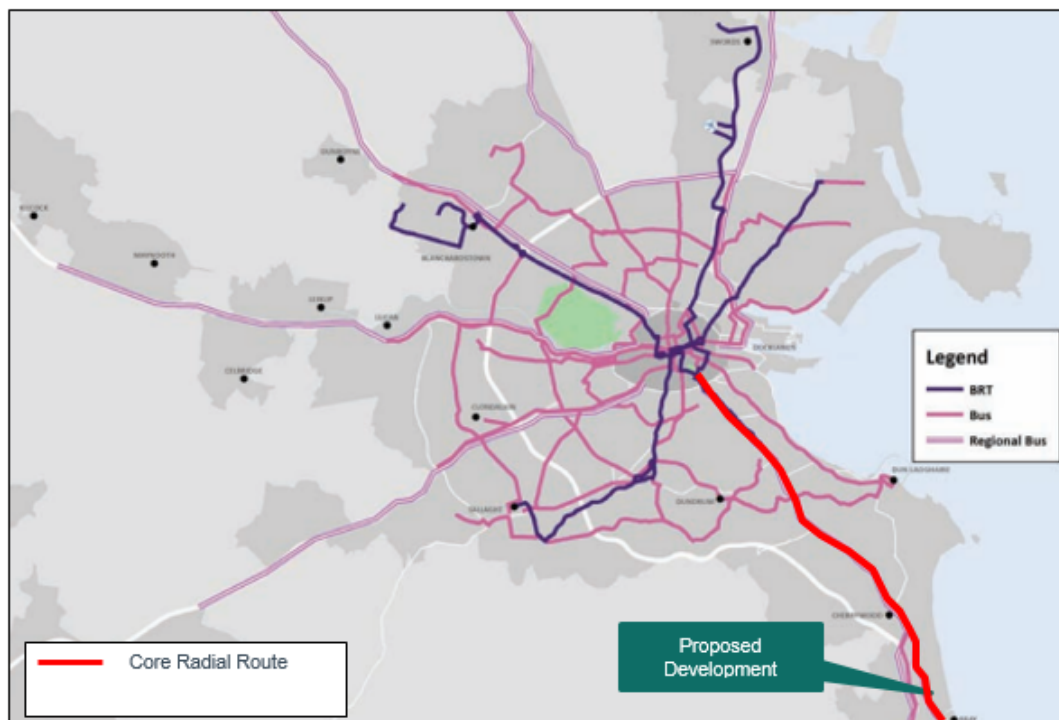 SWORDS
DUNBOYNE
KILCOCK
MAYNOOTH
BLANCHARDSTOWN
LEIXLIP
LUCAN
DOCKLANDS
CELBRIDGE
CLONDALKIN
Legend
BRT
Bus
Regional Bus
DUN LAOGHAIRE
TALLAGHT
DUNDRUM
CHERRYWOOD
Core Radial Route
Proposed
Development
BRAY